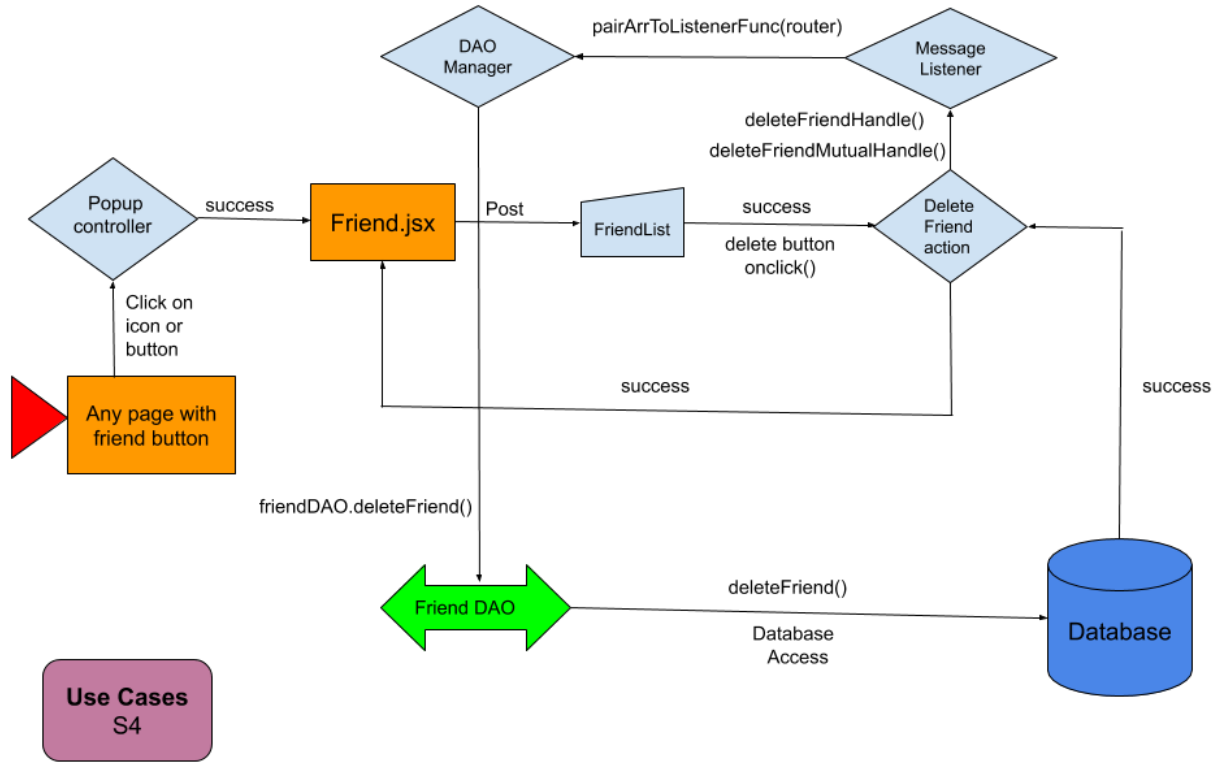 pairArrToListenerFunc(router)
DAO
Manager
Message
Listener
deleteFriendHandle()
deleteFriendMutualHandle()
Popup
controller
success
Friend.jsx
Post
FriendList
success
delete button
onclick()
Delete
Friend
action
Click on
icon or
button
Any page with
friend button
success
success
friendDAO.deleteFriend()
Friend DAO
deleteFriend()
Database
Access
Database
Use Cases
S4